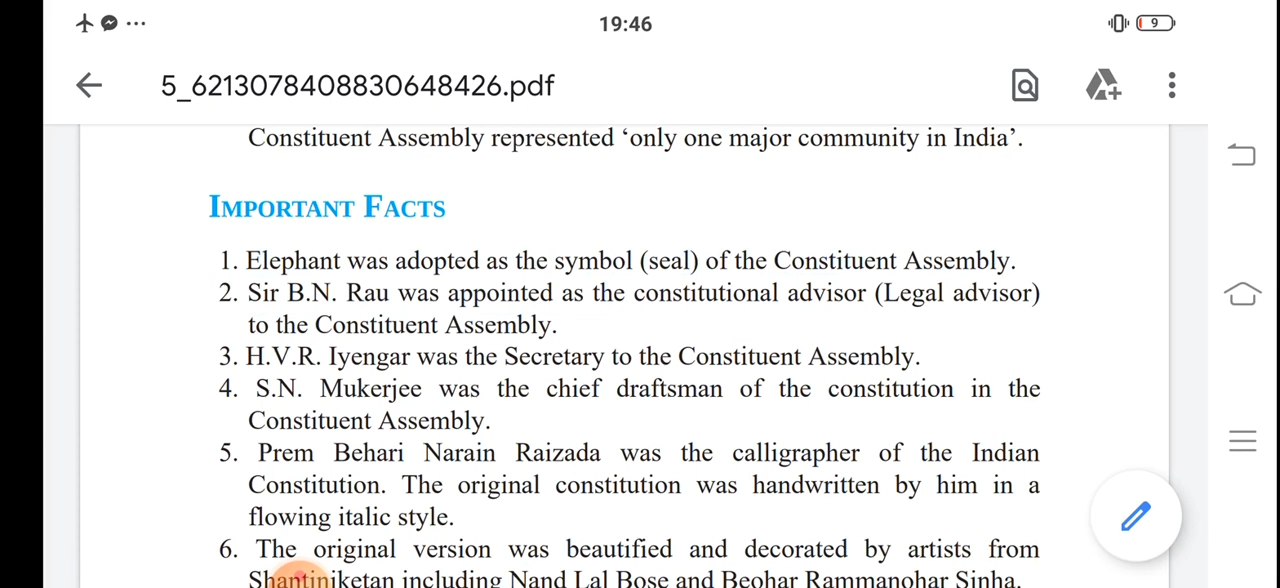 19:46
9
5_6213078408830648426.pdf
Constituent Assembly represented ‘only one major community in India’.
IMPORTANT FACTS
1. Elephant was adopted as the symbol (seal) of the Constituent Assembly.
2. Sir B.N. Rau was appointed as the constitutional advisor (Legal advisor)
to the Constituent Assembly.
3. H.V.R. Iyengar was the Secretary to the Constituent Assembly.
4. S.N. Mukerjee was the chief draftsman of the constitution in the
Constituent Assembly.
5. Prem Behari Narain Raizada was the calligrapher of the Indian
Constitution. The original constitution was handwritten by him in a
flowing italic style.
6. The original version was beautified and decorated by artists from
Shantiniketan including Nand Lal Bose and Beohar Rammanohar Sinha.